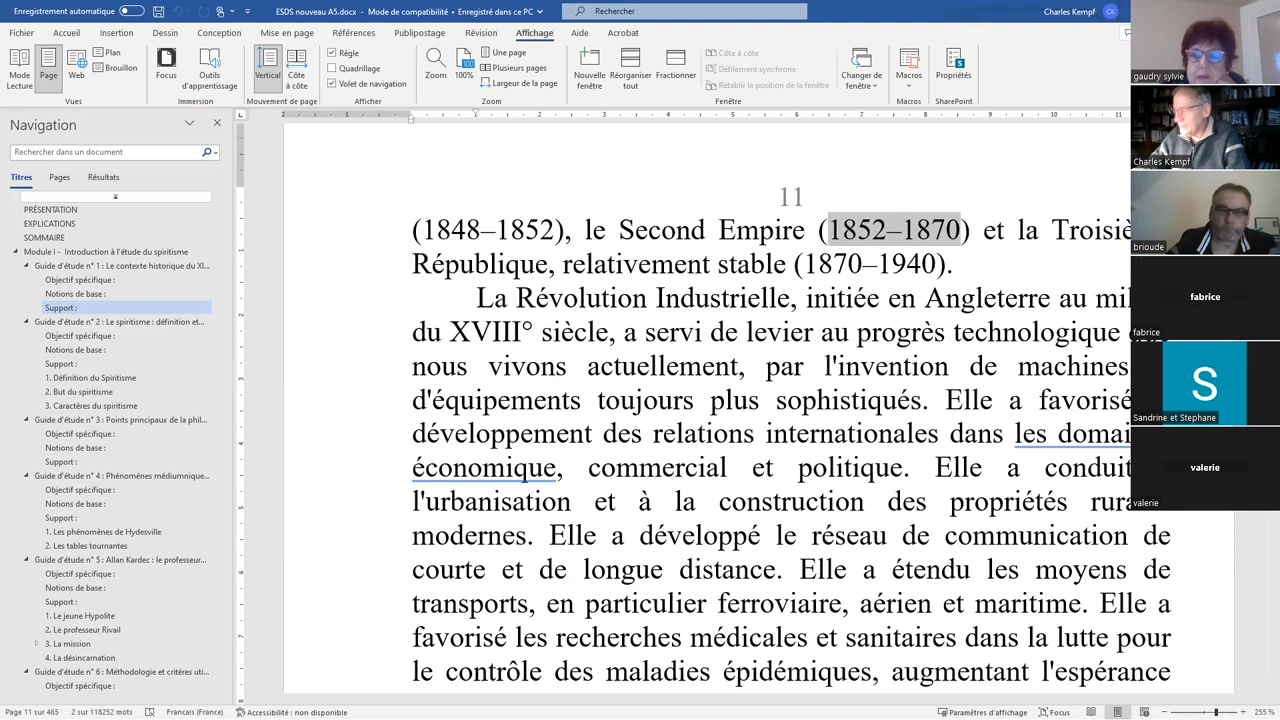 Enregistrement automatique
ESDS nouveau A5.docx - Mode de compatibilité • Enregistré dans ce PC
Rechercher
Charles Kempf
CK
Fichier
Accueil
Insertion
Dessin
Conception
Mise en page
Références
Publipostage
Révision
Affichage
Aide
Acrobat
Mode Lecture
Page
Web
Plan
Brouillon
Vues
Focus
Outils d'apprentissage
Immersion
Vertical
Côte à côte
Mouvement de page
Règle
Quadrillage
Volet de navigation
Afficher
Zoom
100%
Une page
Plusieurs pages
Largeur de la page
Zoom
Nouvelle fenêtre
Réorganiser tout
Fractionner
Côte à côte
Défilement synchrone
Rétablir la position de la fenêtre
Fenêtre
Changer de fenêtre
Macros
Macros
Propriétés
SharePoint
Navigation
Rechercher dans un document
Titres
Pages
Résultats
PRÉSENTATION
EXPLICATIONS
SOMMAIRE
Module I - Introduction à l'étude du spiritisme
Guide d'étude n° 1 : Le contexte historique du XI...
Objectif spécifique :
Notions de base :
Support :
Guide d'étude n° 2 : Le spiritisme : définition et...
Objectif spécifique :
Notions de base :
Support :
1. Définition du Spiritisme
2. But du spiritisme
3. Caractères du spiritisme
Guide d'étude n° 3 : Points principaux de la phil...
Objectif spécifique :
Notions de base :
Support :
Guide d'étude n° 4 : Phénomènes médiumnique...
Objectif spécifique :
Notions de base :
Support :
1. Les phénomènes de Hydesville
2. Les tables tournantes
Guide d'étude n° 5 : Allan Kardec : le professeur...
Objectif spécifique :
Notions de base :
Support :
1. Le jeune Hypolite
2. Le professeur Rivail
3. La mission
4. La désincarnation
Guide d'étude n° 6 : Méthodologie et critères uti...
Objectif spécifique :
11
(1848–1852), le Second Empire (1852–1870) et la Troisiè
République, relativement stable (1870–1940).
La Révolution Industrielle, initiée en Angleterre au mil
du XVIII° siècle, a servi de levier au progrès technologique
nous vivons actuellement, par l'invention de machines
d'équipements toujours plus sophistiqués. Elle a favorisé
développement des relations internationales dans les domai
économique, commercial et politique. Elle a conduit
l'urbanisation et à la construction des propriétés rura
modernes. Elle a développé le réseau de communication de
courte et de longue distance. Elle a étendu les moyens de
transports, en particulier ferroviaire, aérien et maritime. Elle a
favorisé les recherches médicales et sanitaires dans la lutte pour
le contrôle des maladies épidémiques, augmentant l'espérance
gaudry sylvie
Charles Kempf
brioude
fabrice
fabrice
S
Sandrine et Stephane
valerie
valerie
Page 11 sur 465
2 sur 118252 mots
Français (France)
Accessibilité : non disponible
Paramètres d'affichage
Focus
255 %